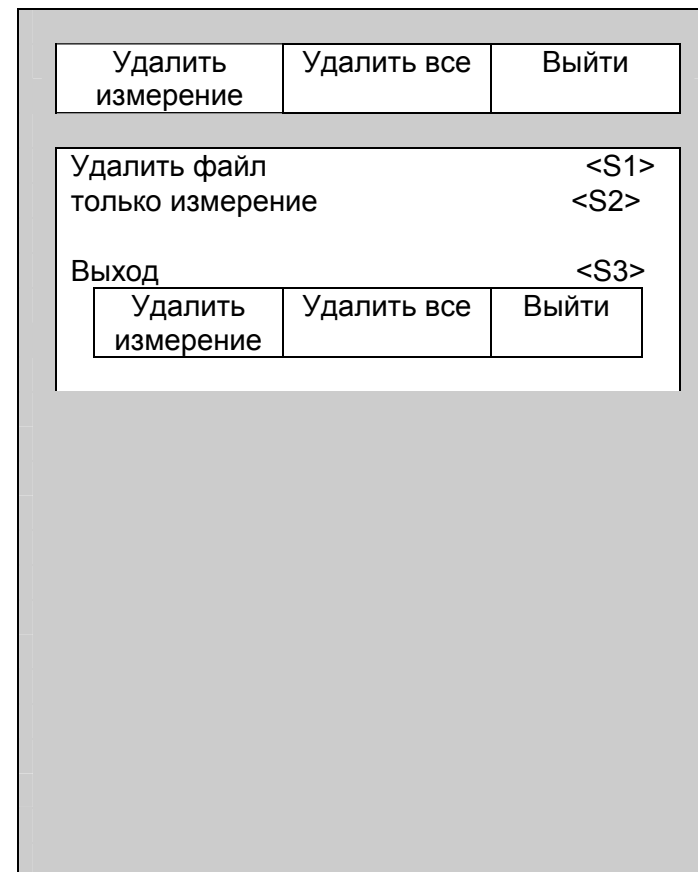 Удалить измерение Удалить все Выйти
Удалить файл <S1>
только измерение <S2>
Выход <S3>
Удалить измерение Удалить все Выйти